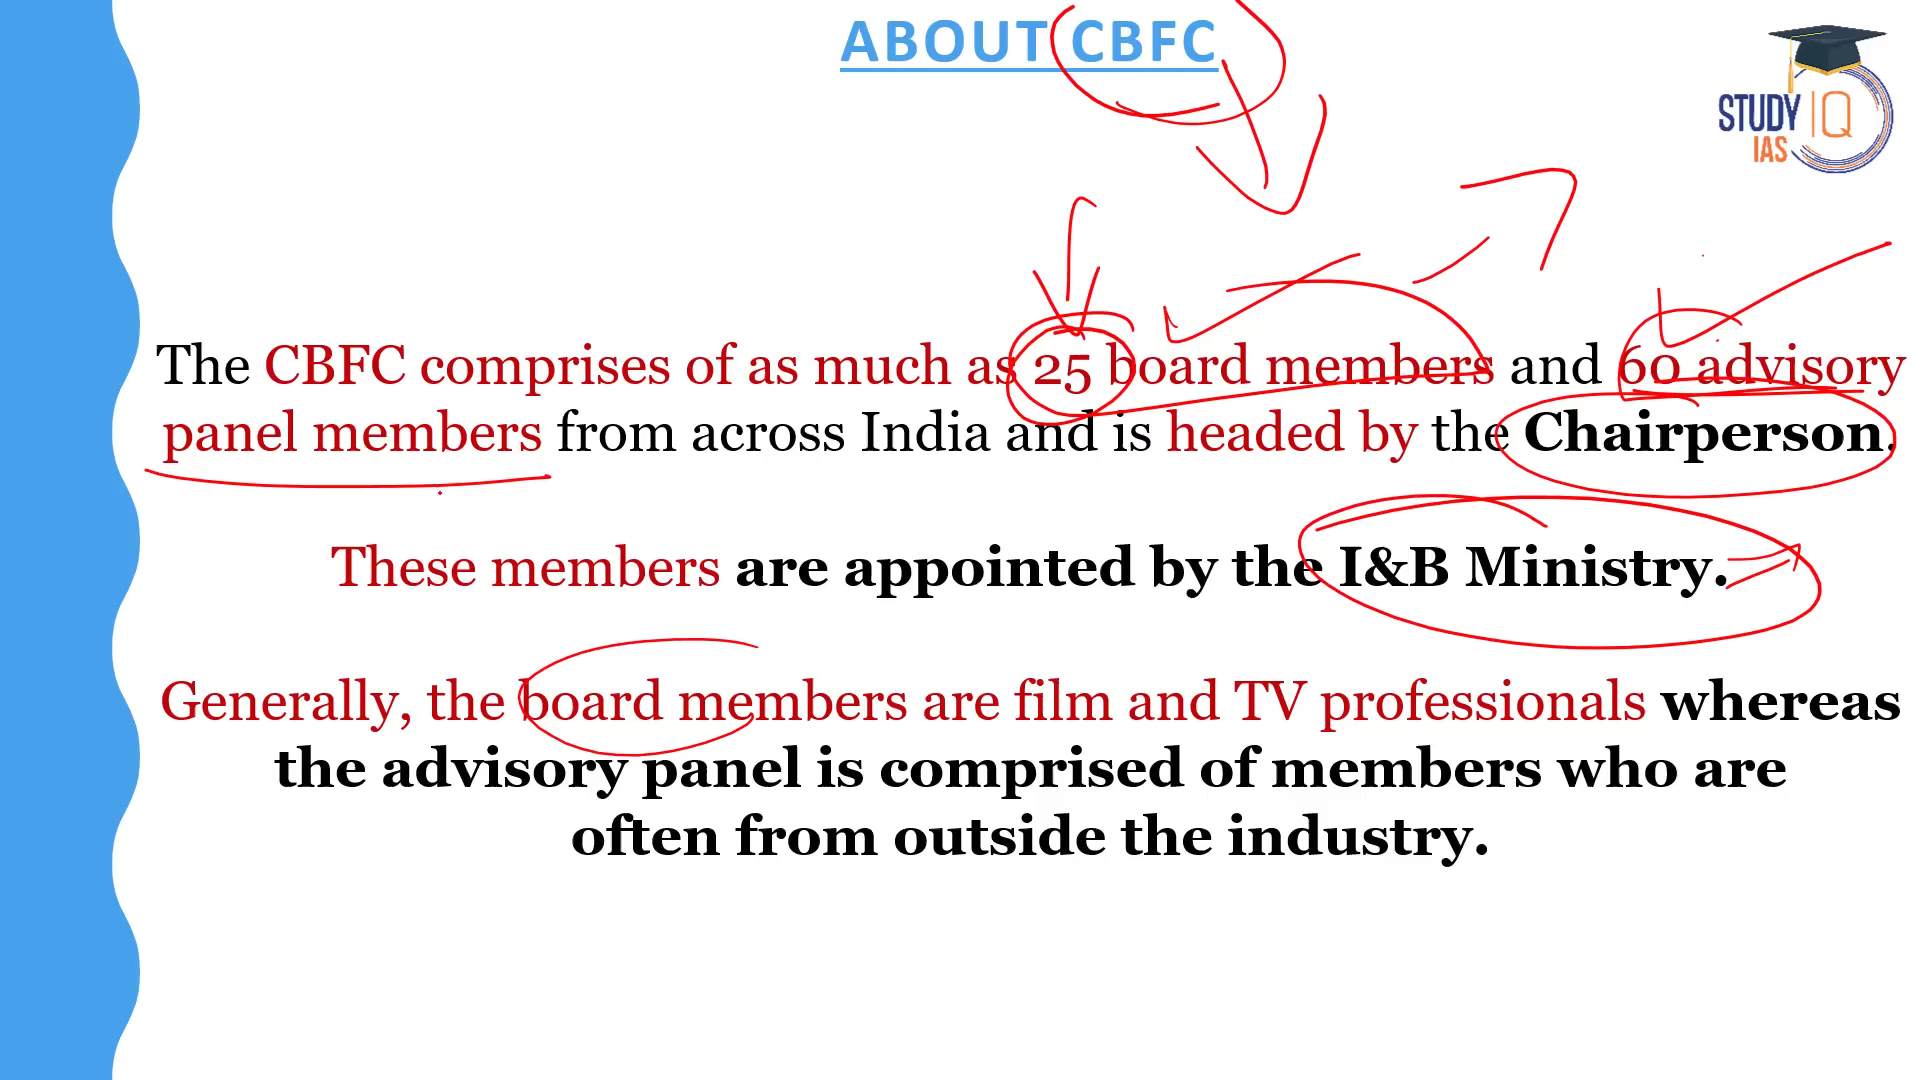 ABOUT CBFC
STUDY IQ
IAS
The CBFC comprises of as much as 25 board members and 60 advisory
panel members from across India and is headed by the Chairperson.
These members are appointed by the I&B Ministry.
Generally, the board members are film and TV professionals whereas
the advisory panel is comprised of members who are
often from outside the industry.